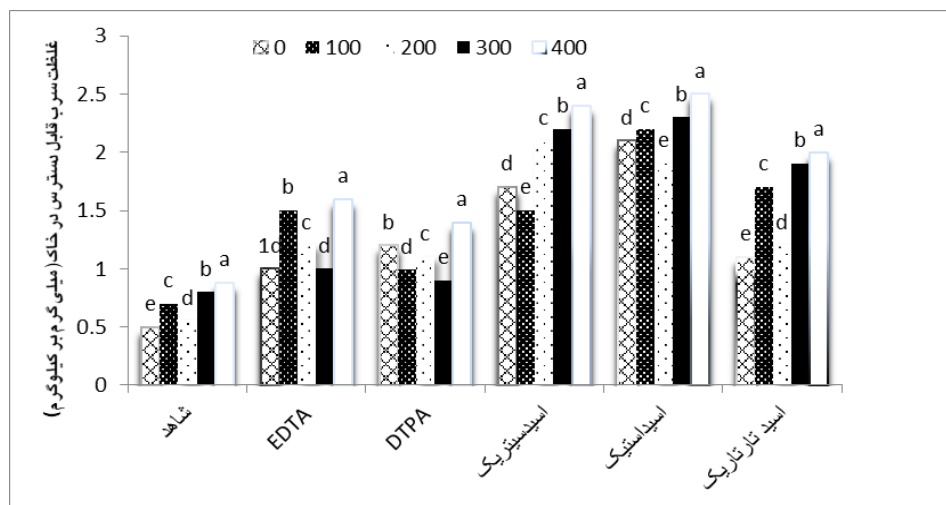 غلظت سرب قابل دسترس در خاک(میلی گرم بر کیلوگرم)
0 100 200 300 400
3
2.5
2
1.5
1
0.5
0
e c d b a
1d b c d a
b d c e a
d e c b a
d c e b a
e c d b a
شاهد
EDTA
DTPA
اسیدسیتریک
اسیداستیک
اسید تارتاریک